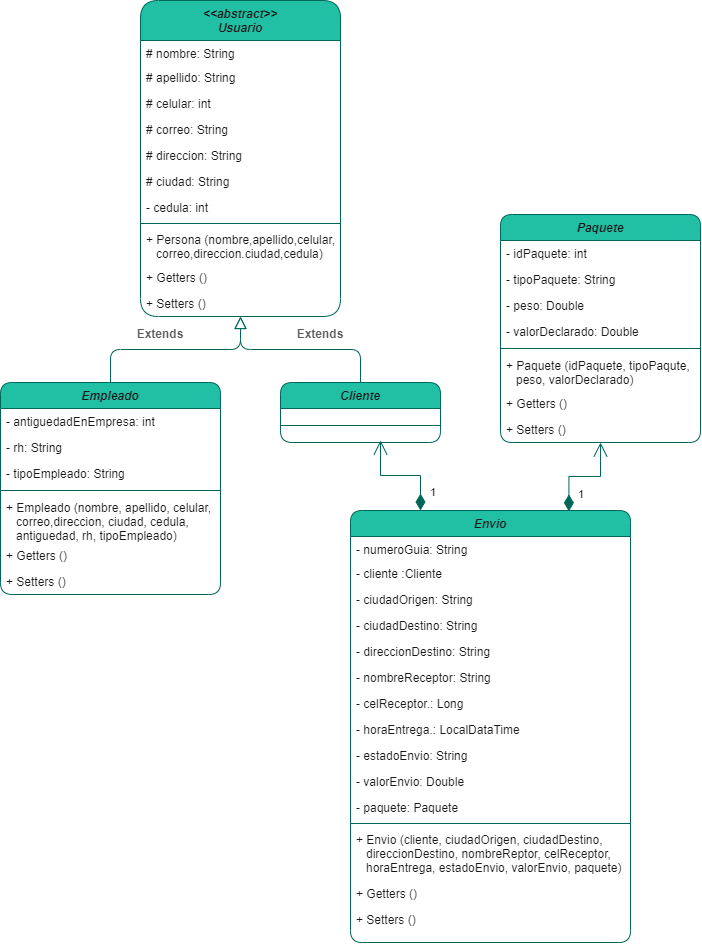 <<abstract>>
Usuario
# nombre: String
# apellido: String
# celular: int
# correo: String
# direccion: String
# ciudad: String
- cedula: int
+ Persona (nombre,apellido,celular,
correo,direccion.ciudad,cedula)
+ Getters ()
+ Setters ()
Extends
Extends
Empleado
- antiguedadEnEmpresa: int
- rh: String
- tipoEmpleado: String
+ Empleado (nombre, apellido, celular,
correo,direccion, ciudad, cedula,
antiguedad, rh, tipoEmpleado)
+ Getters ()
+ Setters ()
Cliente
Paquete
- idPaquete: int
- tipoPaquete: String
- peso: Double
- valorDeclarado: Double
+ Paquete (idPaquete, tipoPaqute,
peso, valorDeclarado)
+ Getters ()
+ Setters ()
1
1
Envio
- numeroGuia: String
- cliente :Cliente
- ciudadOrigen: String
- ciudadDestino: String
- direccionDestino: String
- nombreReceptor: String
- celReceptor.: Long
- horaEntrega.: LocalDataTime
- estadoEnvio: String
- valorEnvio: Double
- paquete: Paquete
+ Envio (cliente, ciudadOrigen, ciudadDestino,
direccionDestino, nombreReptor, celReceptor,
horaEntrega, estadoEnvio, valorEnvio, paquete)
+ Getters ()
+ Setters ()